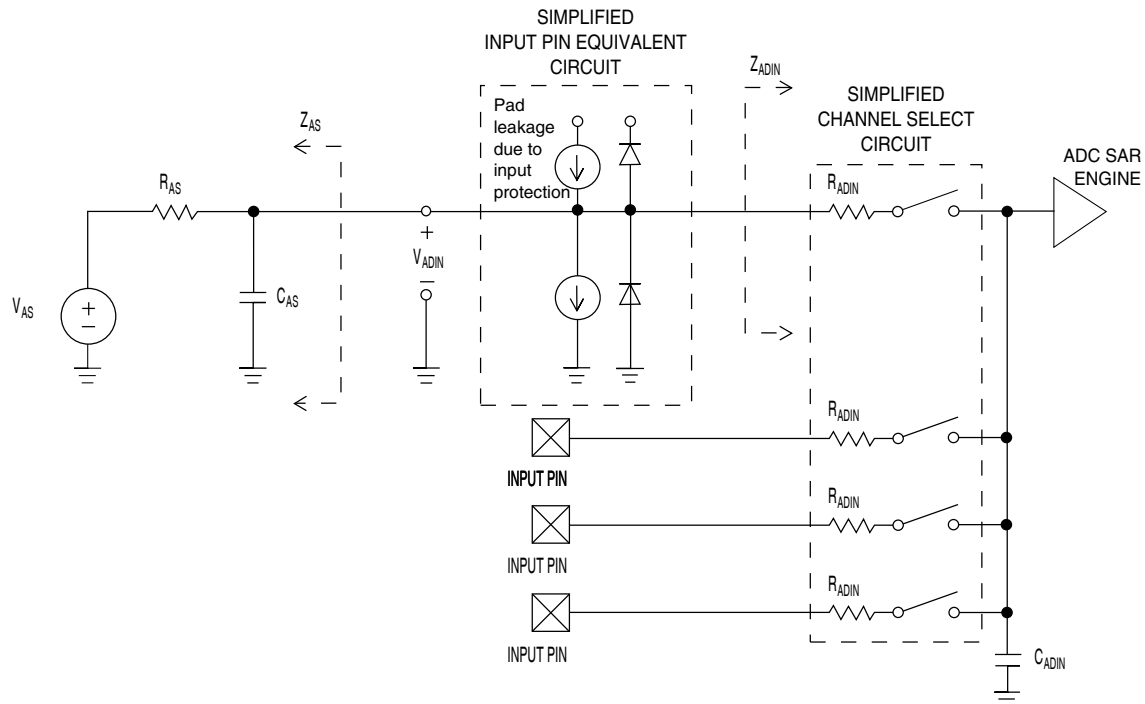 SIMPLIFIED
INPUT PIN EQUIVALENT
CIRCUIT
Pad
leakage
due to
input
protection
Z_ADIN
SIMPLIFIED
CHANNEL SELECT
CIRCUIT
ADC SAR
ENGINE
Z_AS
R_AS
R_ADIN
+
V_ADIN
–
V_AS
+
–
C_AS
R_ADIN
INPUT PIN
R_ADIN
INPUT PIN
R_ADIN
INPUT PIN
C_ADIN